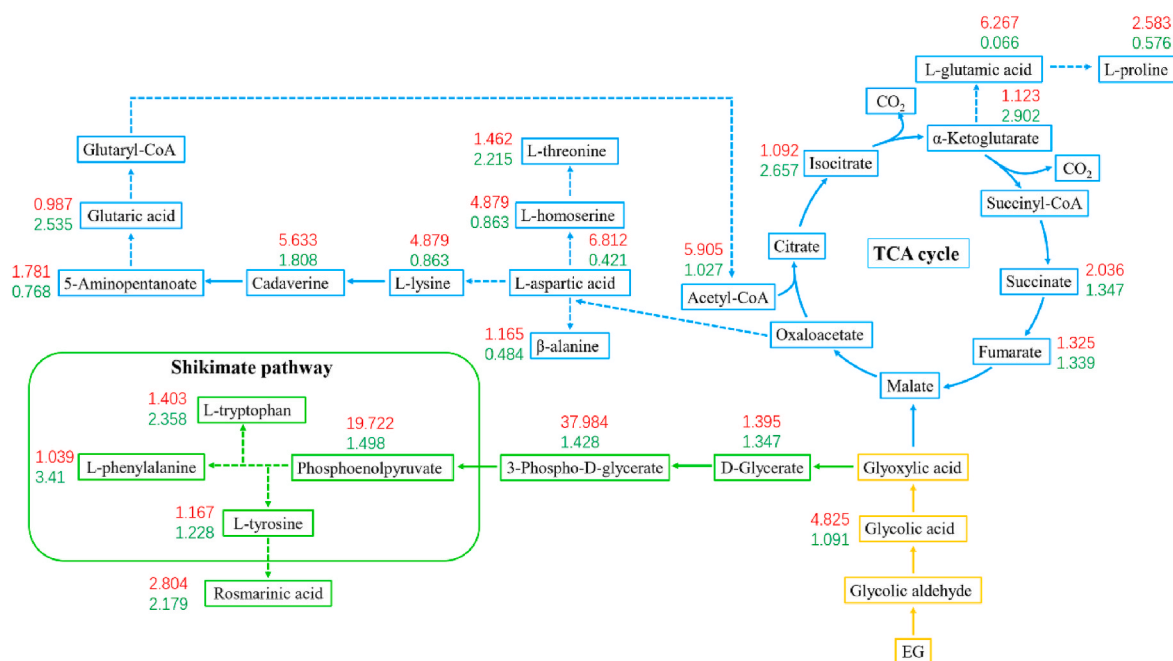 6.267
0.066
L-glutamic acid
2.583
0.576
L-proline
CO2
1.123
2.902
α-Ketoglutarate
Glutaryl-CoA
1.462
2.215
L-threonine
1.092
2.657
Isocitrate
CO2
Succinyl-CoA
0.987
2.535
Glutaric acid
4.879
0.863
L-homoserine
Citrate
TCA cycle
1.781
0.768
5-Aminopentanoate
5.633
1.808
Cadaverine
4.879
0.863
L-lysine
6.812
0.421
L-aspartic acid
5.905
1.027
Acetyl-CoA
Succinate
2.036
1.347
1.165
0.484
β-alanine
Oxaloacetate
Fumarate
1.325
1.339
Malate
Shikimate pathway
1.403
2.358
L-tryptophan
1.039
3.41
L-phenylalanine
19.722
1.498
Phosphoenolpyruvate
37.984
1.428
3-Phospho-D-glycerate
1.395
1.347
D-Glycerate
Glyoxylic acid
1.167
1.228
L-tyrosine
4.825
1.091
Glycolic acid
2.804
2.179
Rosmarinic acid
Glycolic aldehyde
EG